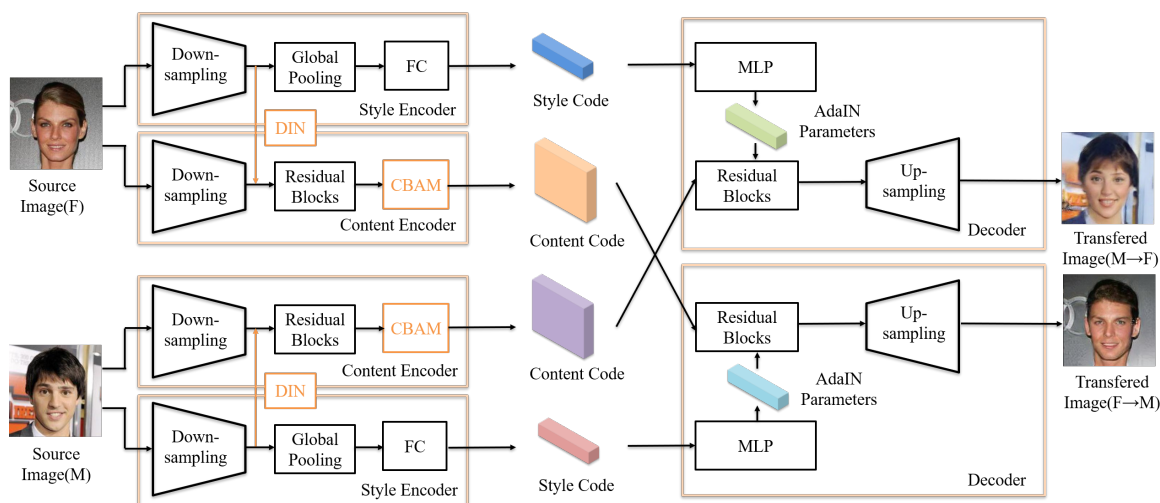 Down-
sampling
Global
Pooling
FC
Style Encoder
Style Code
MLP
AdaIN
Parameters
DIN
Source
Image(F)
Down-
sampling
Residual
Blocks
CBAM
Content Encoder
Content Code
Residual
Blocks
Up-
sampling
Decoder
Transfered
Image(M→F)
Down-
sampling
Residual
Blocks
CBAM
Content Encoder
Content Code
Residual
Blocks
Up-
sampling
Transfered
Image(F→M)
DIN
AdaIN
Parameters
Source
Image(M)
Down-
sampling
Global
Pooling
FC
Style Encoder
Style Code
MLP
Decoder